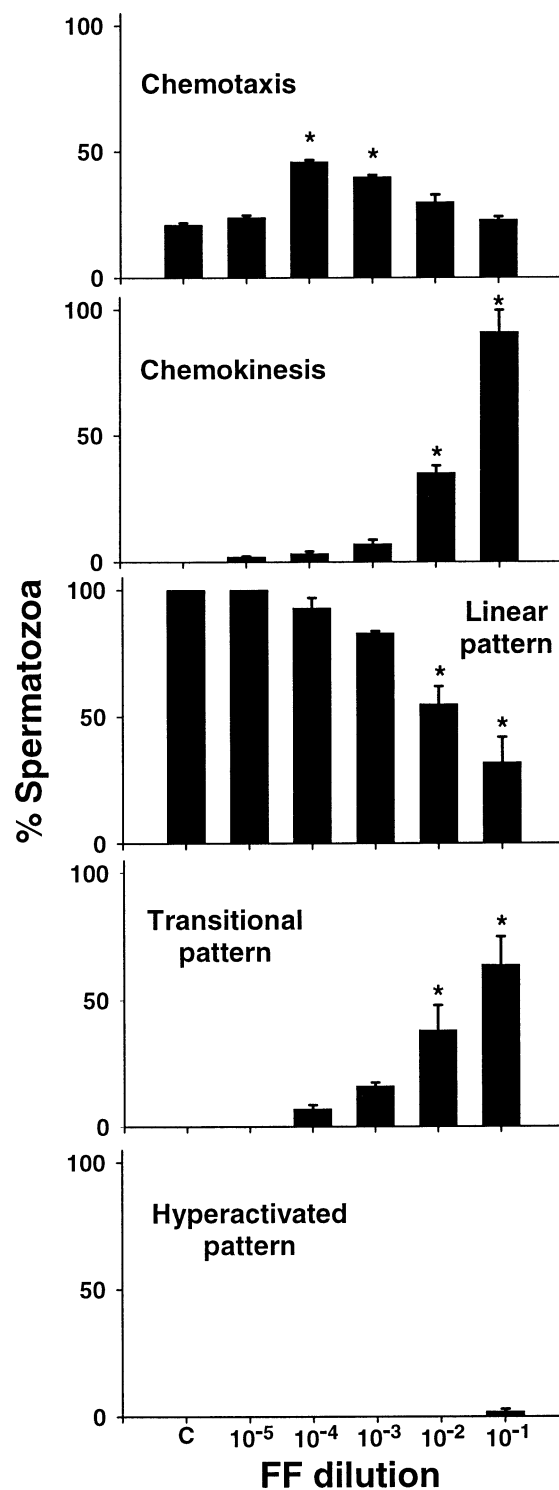 100
Chemotaxis
* *
50
0
100
*
Chemokinesis
50
*
0
% Spermatozoa
100
Linear
pattern
*
50
*
0
100
Transitional
pattern
*
50
*
0
100
Hyperactivated
pattern
50
0
C 10⁻⁵ 10⁻⁴ 10⁻³ 10⁻² 10⁻¹
FF dilution